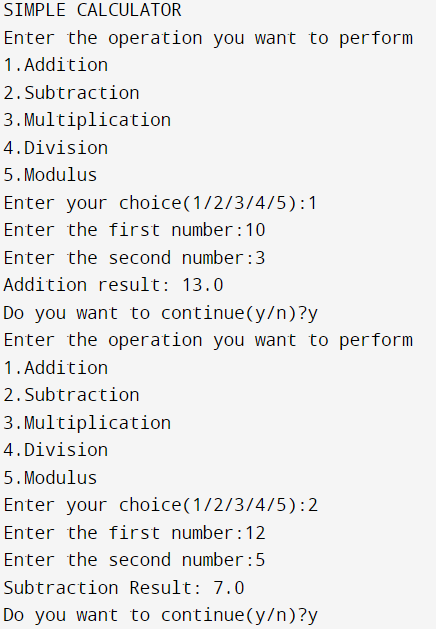 SIMPLE CALCULATOR
Enter the operation you want to perform
1.Addition
2.Subtraction
3.Multiplication
4.Division
5.Modulus
Enter your choice(1/2/3/4/5):1
Enter the first number:10
Enter the second number:3
Addition result: 13.0
Do you want to continue(y/n)?y
Enter the operation you want to perform
1.Addition
2.Subtraction
3.Multiplication
4.Division
5.Modulus
Enter your choice(1/2/3/4/5):2
Enter the first number:12
Enter the second number:5
Subtraction Result: 7.0
Do you want to continue(y/n)?y